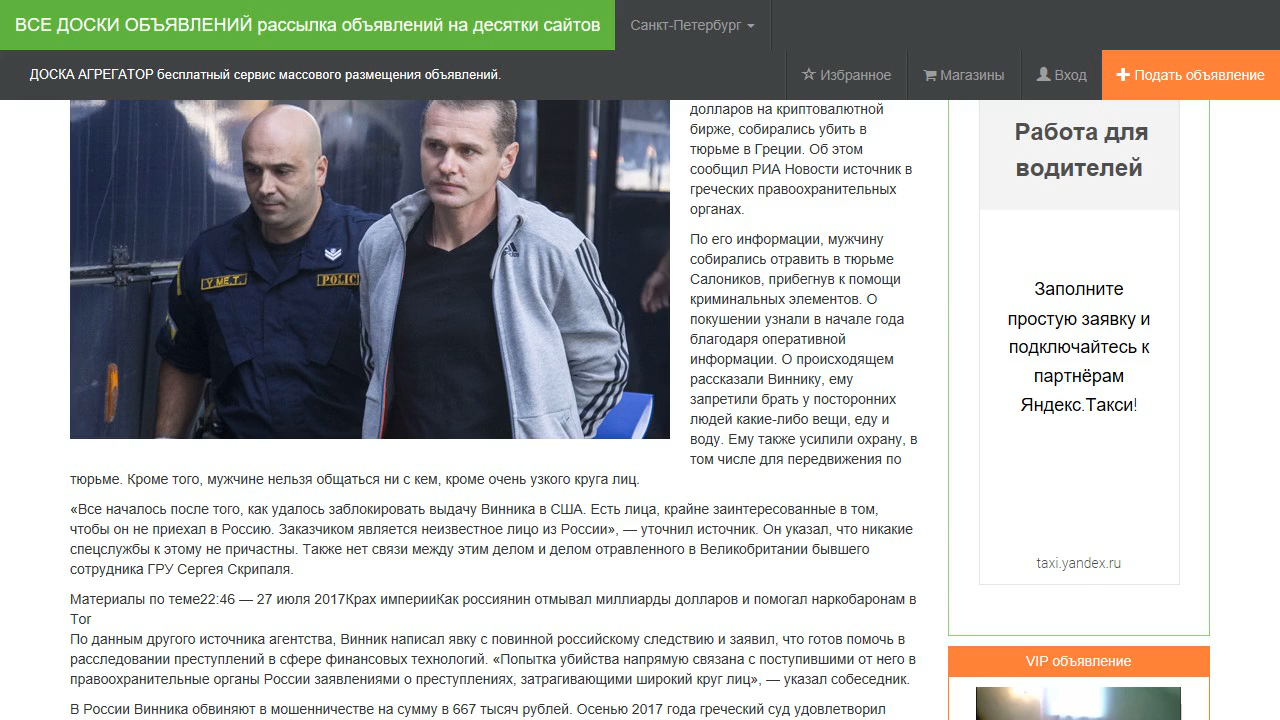 ВСЕ ДОСКИ ОБЪЯВЛЕНИЙ рассылка объявлений на десятки сайтов
Санкт-Петербург
ДОСКА АГРЕГАТОР бесплатный сервис массового размещения объявлений.
Избранное
Магазины
Вход
Подать объявление
Y.MET.
POLICE
долларов на криптовалютной
бирже, собирались убить в
тюрьме в Греции. Об этом
сообщил РИА Новости источник в
греческих правоохранительных
органах.
По его информации, мужчину
собирались отравить в тюрьме
Салоников, прибегнув к помощи
криминальных элементов. О
покушении узнали в начале года
благодаря оперативной
информации. О происходящем
рассказали Виннику, ему
запретили брать у посторонних
людей какие-либо вещи, еду и
воду. Ему также усилили охрану, в
том числе для передвижения по
тюрьме. Кроме того, мужчине нельзя общаться ни с кем, кроме очень узкого круга лиц.
«Все началось после того, как удалось заблокировать выдачу Винника в США. Есть лица, крайне заинтересованные в том,
чтобы он не приехал в Россию. Заказчиком является неизвестное лицо из России», — уточнил источник. Он указал, что никакие
спецслужбы к этому не причастны. Также нет связи между этим делом и делом отравленного в Великобритании бывшего
сотрудника ГРУ Сергея Скрипаля.
Материалы по теме22:46 — 27 июля 2017Крах империиКак россиянин отмывал миллиарды долларов и помогал наркобаронам в
Tor
По данным другого источника агентства, Винник написал явку с повинной российскому следствию и заявил, что готов помочь в
расследовании преступлений в сфере финансовых технологий. «Попытка убийства напрямую связана с поступившими от него в
правоохранительные органы России заявлениями о преступлениях, затрагивающими широкий круг лиц», — указал собеседник.
В России Винника обвиняют в мошенничестве на сумму в 667 тысяч рублей. Осенью 2017 года греческий суд удовлетворил
Работа для
водителей
Заполните
простую заявку и
подключайтесь к
партнёрам
Яндекс.Такси!
taxi.yandex.ru
VIP объявление